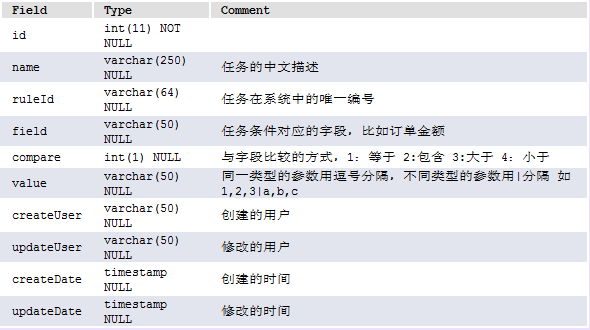 Field Type Comment
id int(11) NOT NULL
name varchar(250) NULL 任务的中文描述
ruleId varchar(64) NULL 任务在系统中的唯一编号
field varchar(50) NULL 任务条件对应的字段，比如订单金额
compare int(1) NULL 与字段比较的方式，1：等于 2:包含 3:大于 4：小于
value varchar(50) NULL 同一类型的参数用逗号分隔，不同类型的参数用|分隔 如
1,2,3|a,b,c
createUser varchar(50) NULL 创建的用户
updateUser varchar(50) NULL 修改的用户
createDate timestamp NULL 创建的时间
updateDate timestamp NULL 修改的时间